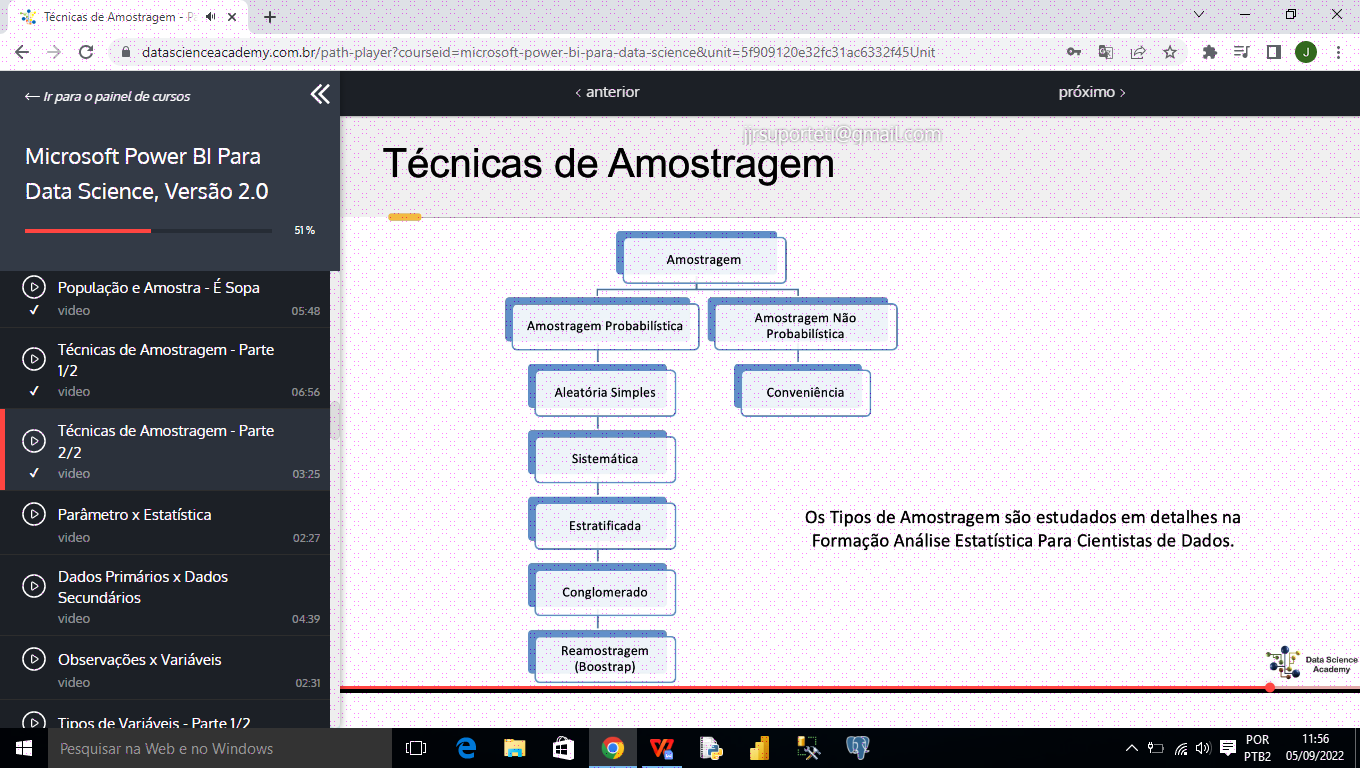 Técnicas de Amostragem - P
datascienceacademy.com.br/path-player?courseid=microsoft-power-bi-para-data-science&unit=5f909120e32fc31ac6332f45Unit
J
← Ir para o painel de cursos
‹ anterior
próximo ›
Microsoft Power BI Para
Data Science, Versão 2.0
51%
População e Amostra - É Sopa
video
05:48
Técnicas de Amostragem - Parte
1/2
video
06:56
Técnicas de Amostragem - Parte
2/2
video
03:25
Parâmetro x Estatística
video
02:27
Dados Primários x Dados
Secundários
video
04:39
Observações x Variáveis
video
02:31
Tipos de Variáveis - Parte 1/2
jjrsuporteri@gmail.com
Técnicas de Amostragem
Amostragem
Amostragem Probabilística
Amostragem Não
Probabilística
Aleatória Simples
Conveniência
Sistemática
Estratificada
Conglomerado
Reamostragem
(Boostrap)
Os Tipos de Amostragem são estudados em detalhes na
Formação Análise Estatística Para Cientistas de Dados.
Data Science
Academy
Pesquisar na Web e no Windows
POR
PTB2
11:56
05/09/2022